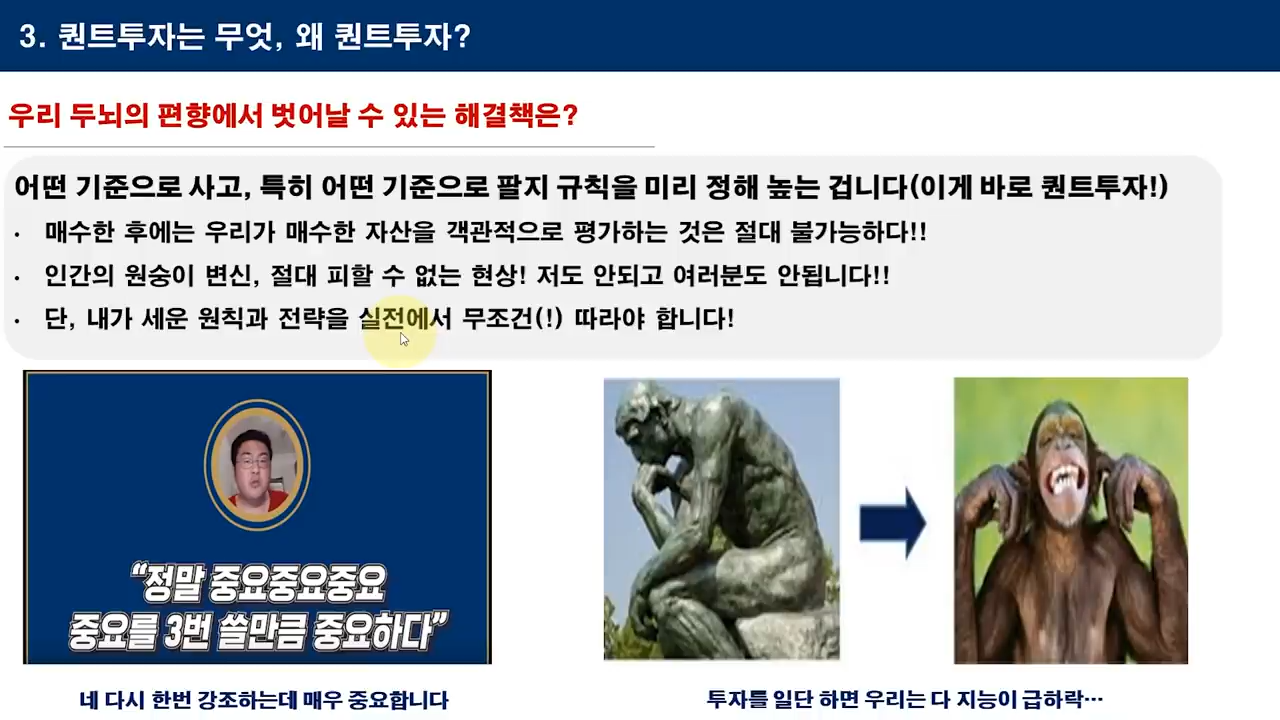 3. 퀀트투자는 무엇, 왜 퀀트투자?
우리 두뇌의 편향에서 벗어날 수 있는 해결책은?
어떤 기준으로 사고, 특히 어떤 기준으로 팔지 규칙을 미리 정해 높는 겁니다(이게 바로 퀀트투자!)
· 매수한 후에는 우리가 매수한 자산을 객관적으로 평가하는 것은 절대 불가능하다!!
· 인간의 원숭이 변신, 절대 피할 수 없는 현상! 저도 안되고 여러분도 안됩니다!!
· 단, 내가 세운 원칙과 전략을 실전에서 무조건(!) 따라야 합니다!
“정말 중요중요중요
중요를 3번 쓸만큼 중요하다”
네 다시 한번 강조하는데 매우 중요합니다
투자를 일단 하면 우리는 다 지능이 급하락…